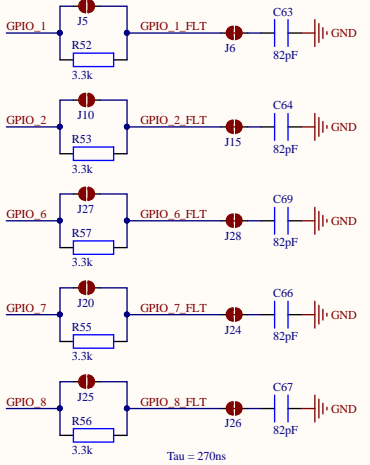 J5
C63
GPIO_1
GPIO_1_FLT
GND
R52
J6
3.3k
82pF
J10
C64
GPIO_2
GPIO_2_FLT
GND
R53
J15
3.3k
82pF
J27
C69
GPIO_6
GPIO_6_FLT
GND
R57
J28
3.3k
82pF
J20
C66
GPIO_7
GPIO_7_FLT
GND
R55
J24
3.3k
82pF
J25
C67
GPIO_8
GPIO_8_FLT
GND
R56
J26
3.3k
82pF
Tau = 270ns